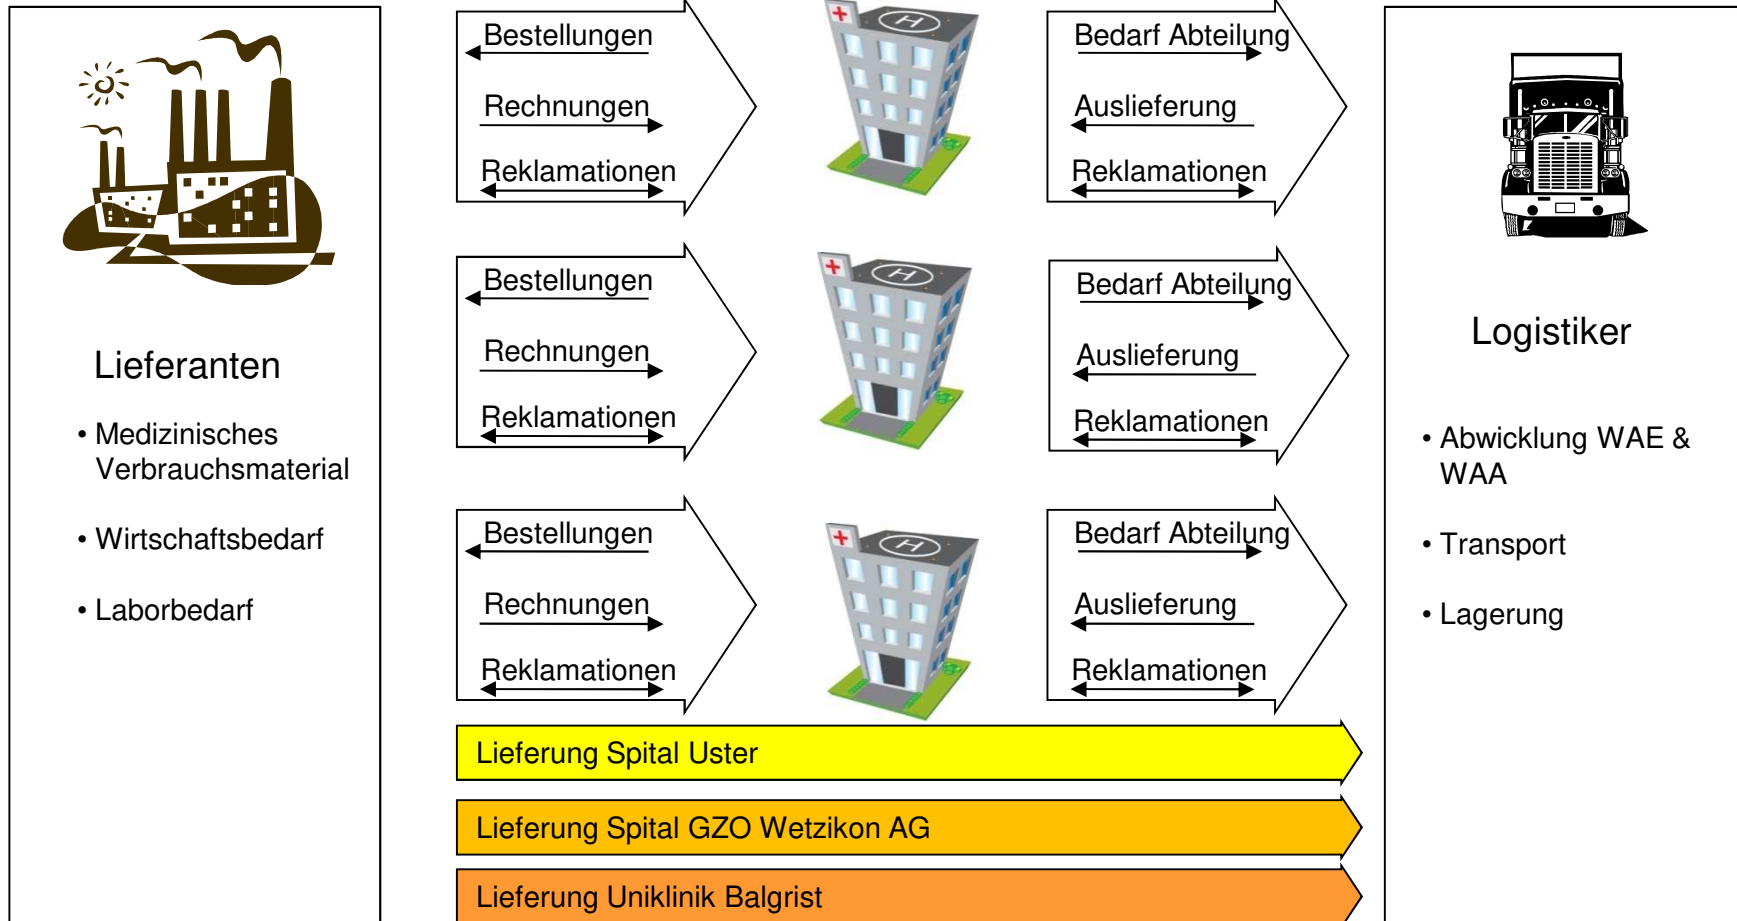 Lieferanten
• Medizinisches
Verbrauchsmaterial
• Wirtschaftsbedarf
• Laborbedarf
Bestellungen
Rechnungen
Reklamationen
H
Bedarf Abteilung
Auslieferung
Reklamationen
Bestellungen
Rechnungen
Reklamationen
H
Bedarf Abteilung
Auslieferung
Reklamationen
Bestellungen
Rechnungen
Reklamationen
H
Bedarf Abteilung
Auslieferung
Reklamationen
Lieferung Spital Uster
Lieferung Spital GZO Wetzikon AG
Lieferung Uniklinik Balgrist
Logistiker
• Abwicklung WAE &
WAA
• Transport
• Lagerung